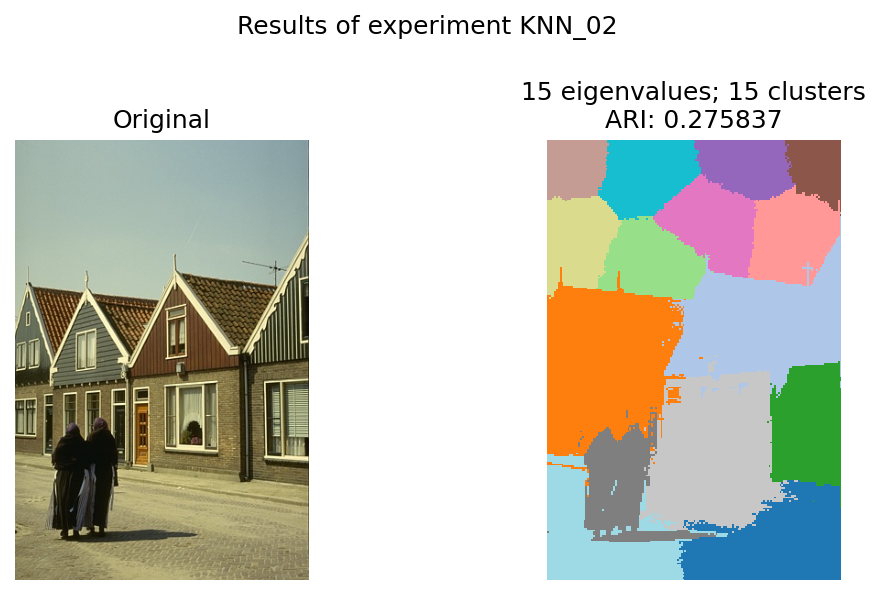 Results of experiment KNN_02
Original
15 eigenvalues; 15 clusters
ARI: 0.275837